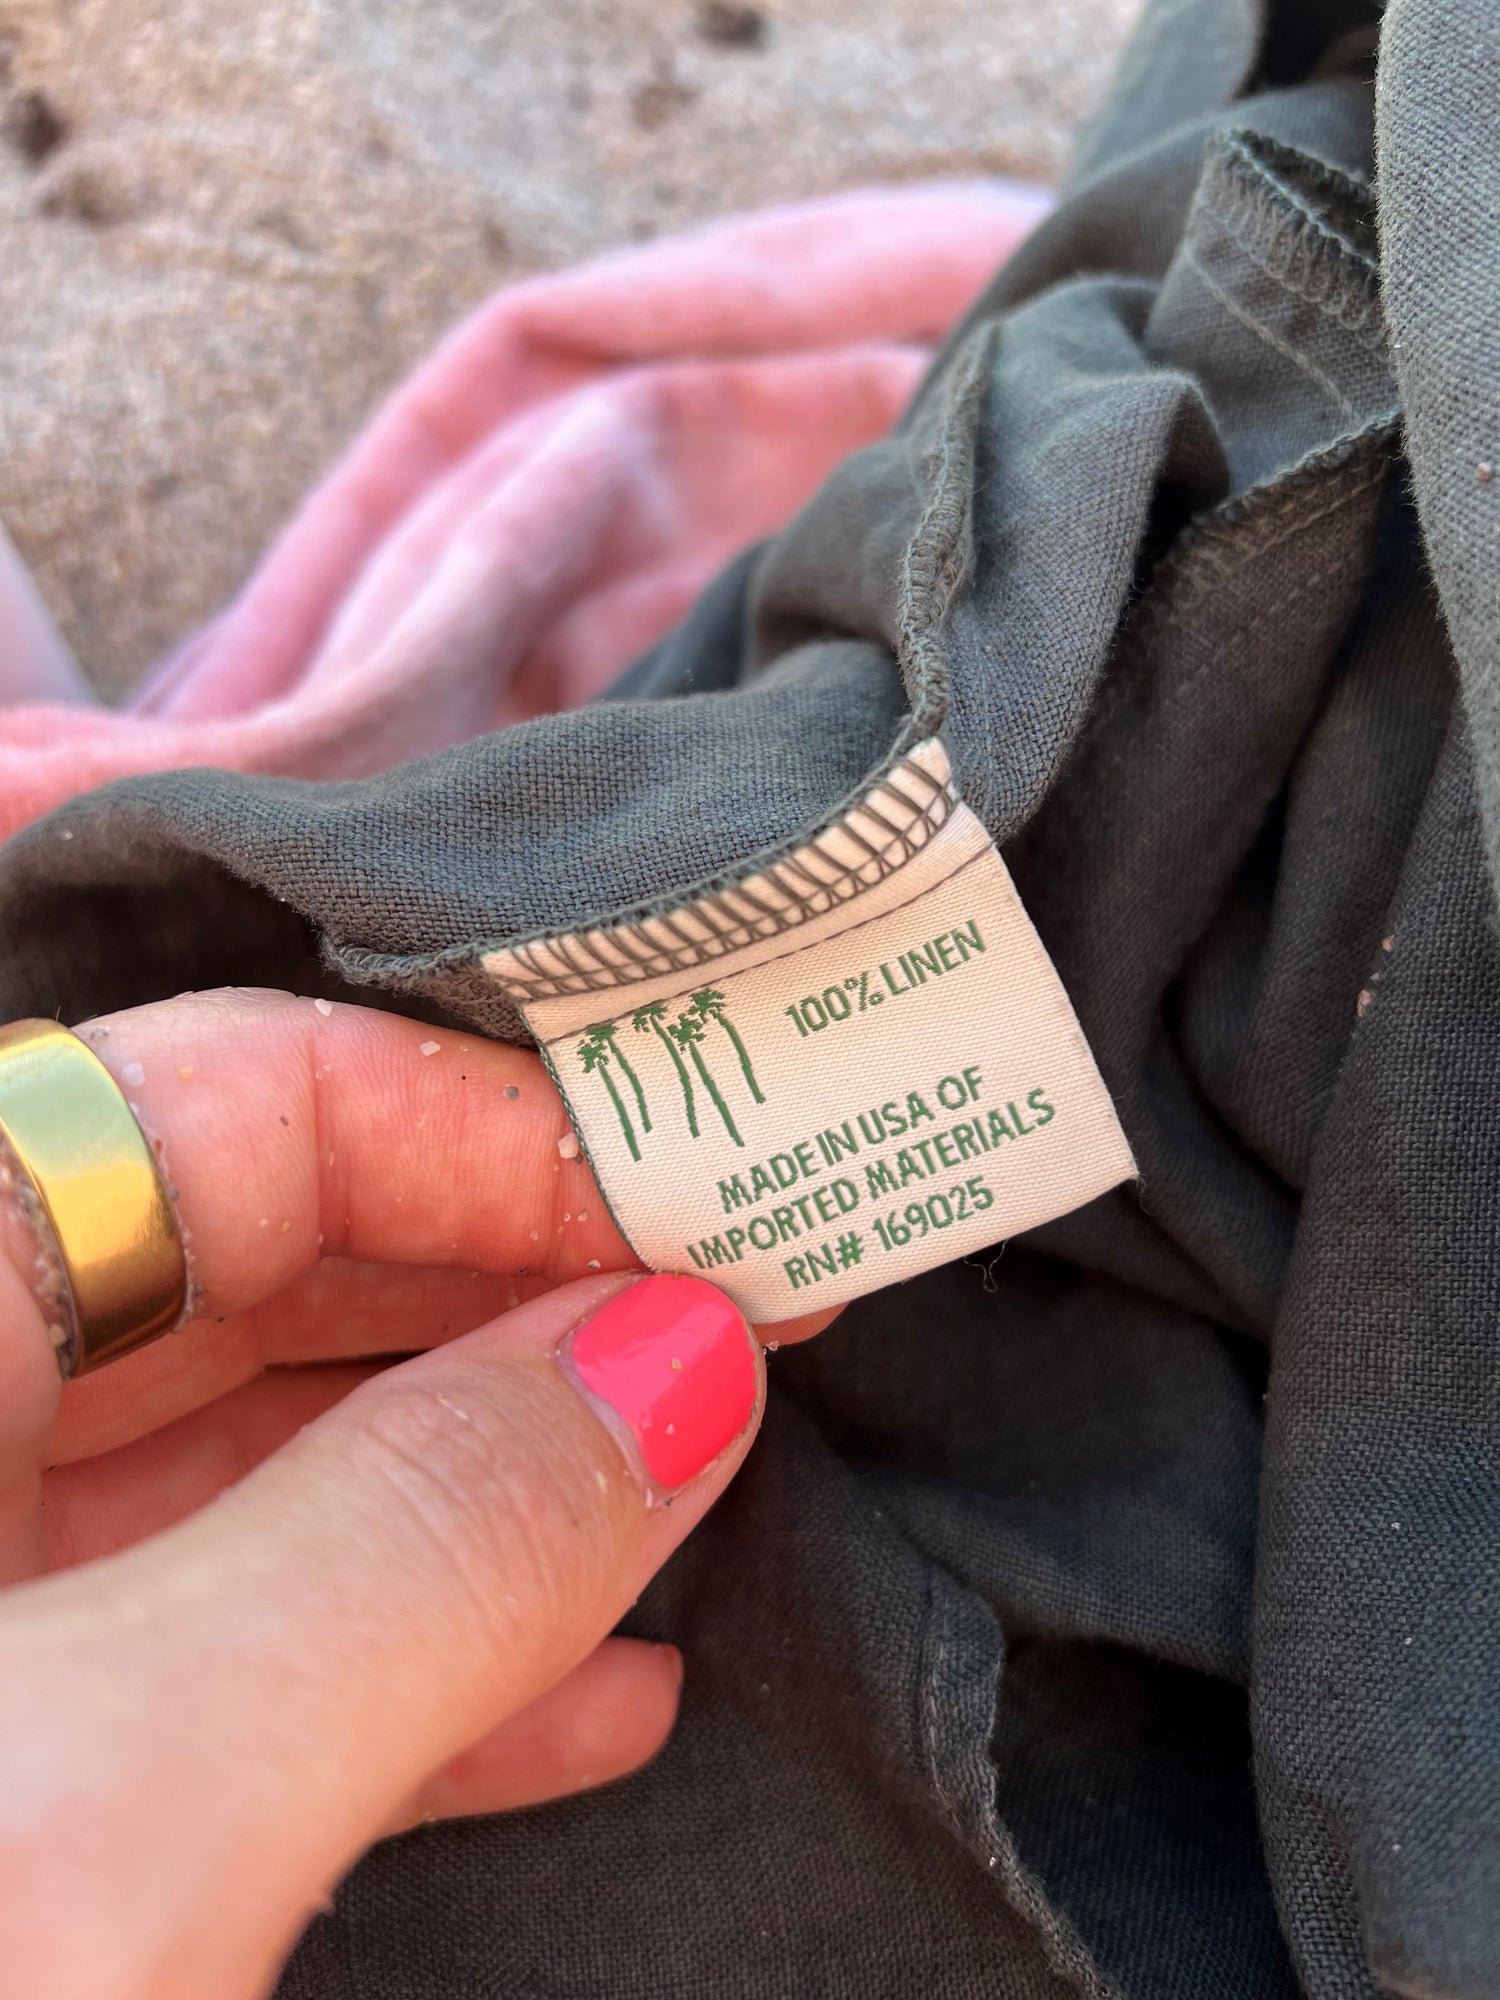 100% LINEN
MADE IN USA OF
IMPORTED MATERIALS
RN# 169025